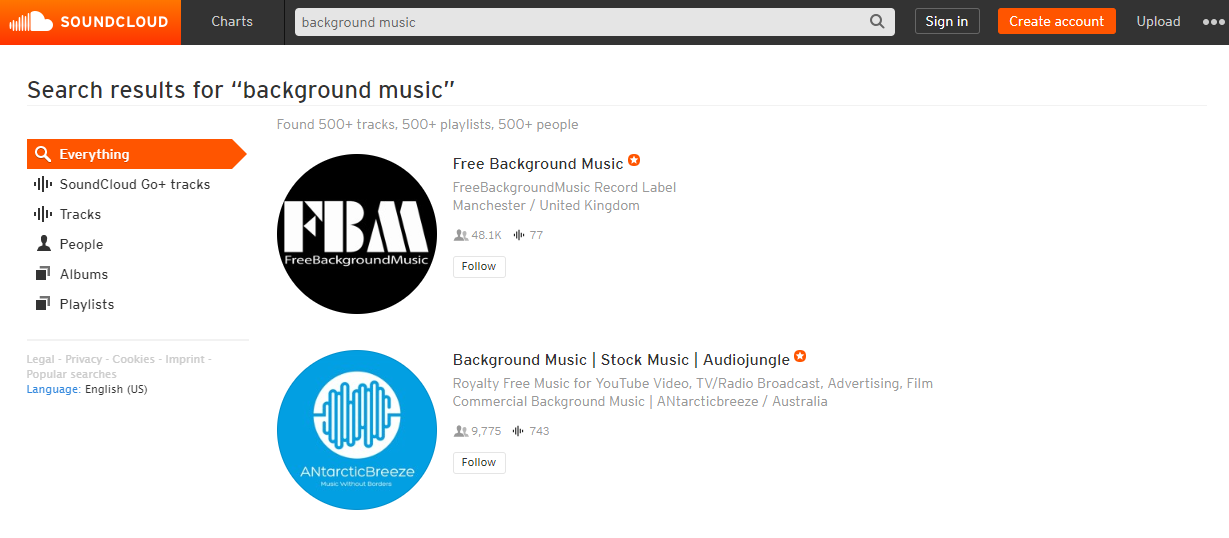 SOUNDCLOUD
Charts
background music
Sign in
Create account
Upload
Search results for “background music”
Found 500+ tracks, 500+ playlists, 500+ people
Everything
SoundCloud Go+ tracks
Tracks
People
Albums
Playlists
Legal - Privacy - Cookies - Imprint -
Popular searches
Language: English (US)
FBM
FreeBackgroundMusic
Free Background Music
FreeBackgroundMusic Record Label
Manchester / United Kingdom
48.1K 77
Follow
ANtarcticBreeze
Music Without Borders
Background Music | Stock Music | Audiojungle
Royalty Free Music for YouTube Video, TV/Radio Broadcast, Advertising, Film
Commercial Background Music | ANtarcticbreeze / Australia
9,775 743
Follow